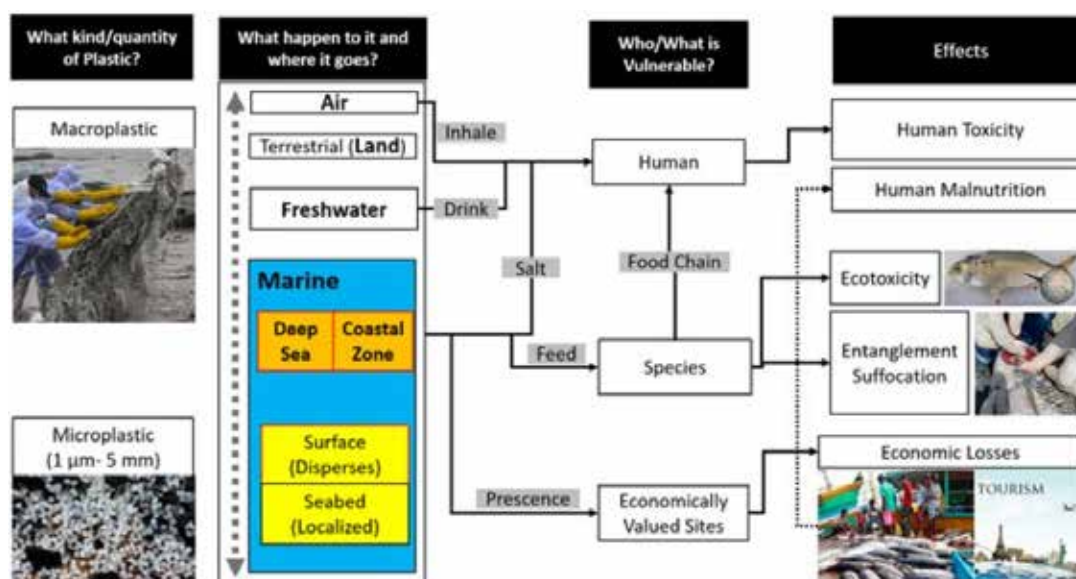 What kind/quantity
of Plastic?
What happen to it and
where it goes?
Who/What is
Vulnerable?
Effects
Macroplastic
Microplastic
(1 µm- 5 mm)
Air
Terrestrial (Land)
Freshwater
Marine
Deep
Sea
Coastal
Zone
Surface
(Disperses)
Seabed
(Localized)
Inhale
Drink
Salt
Feed
Prescence
Human
Food Chain
Species
Economically
Valued Sites
Human Toxicity
Human Malnutrition
Ecotoxicity
Entanglement
Suffocation
Economic Losses
TOURISM